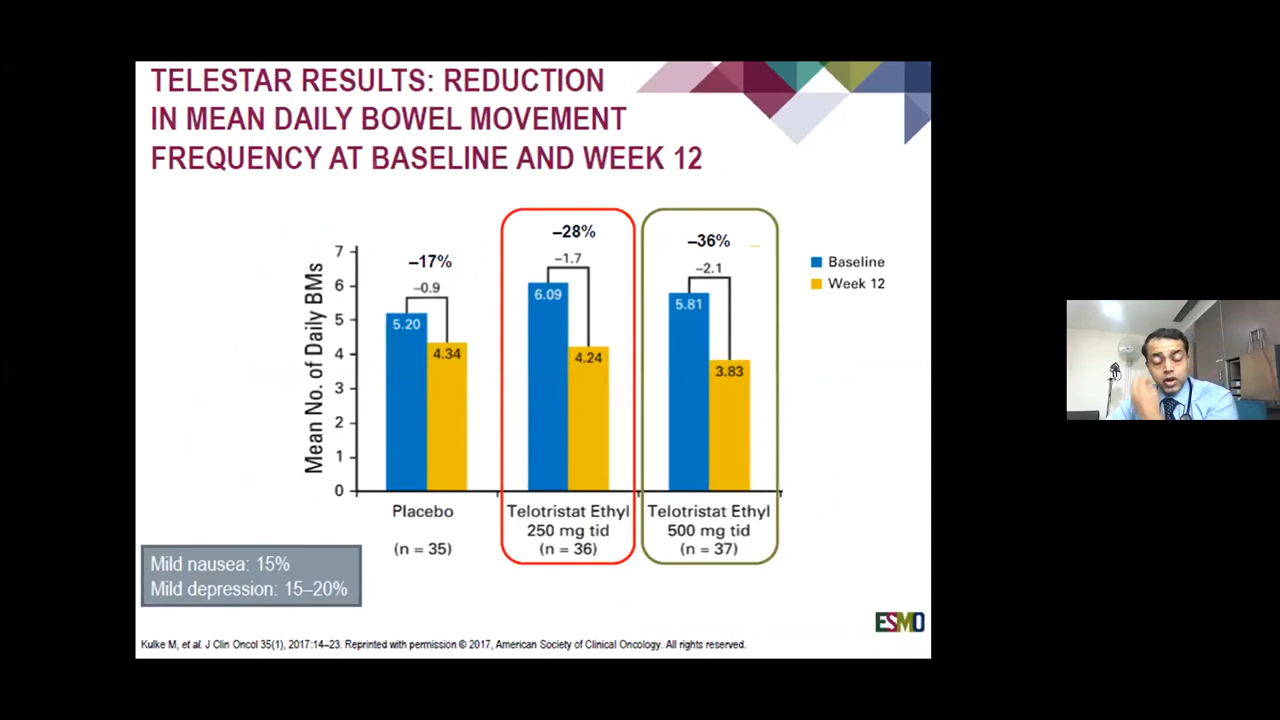 TELESTAR RESULTS: REDUCTION
IN MEAN DAILY BOWEL MOVEMENT
FREQUENCY AT BASELINE AND WEEK 12
Mean No. of Daily BMs
7
6
5
4
3
2
1
0
–17%
–0.9
5.20
4.34
–28%
–1.7
6.09
4.24
–36%
–2.1
5.81
3.83
Baseline
Week 12
Placebo
(n = 35)
Telotristat Ethyl
250 mg tid
(n = 36)
Telotristat Ethyl
500 mg tid
(n = 37)
Mild nausea: 15%
Mild depression: 15–20%
ESMO
Kulke M, et al. J Clin Oncol 35(1), 2017:14–23. Reprinted with permission © 2017, American Society of Clinical Oncology. All rights reserved.